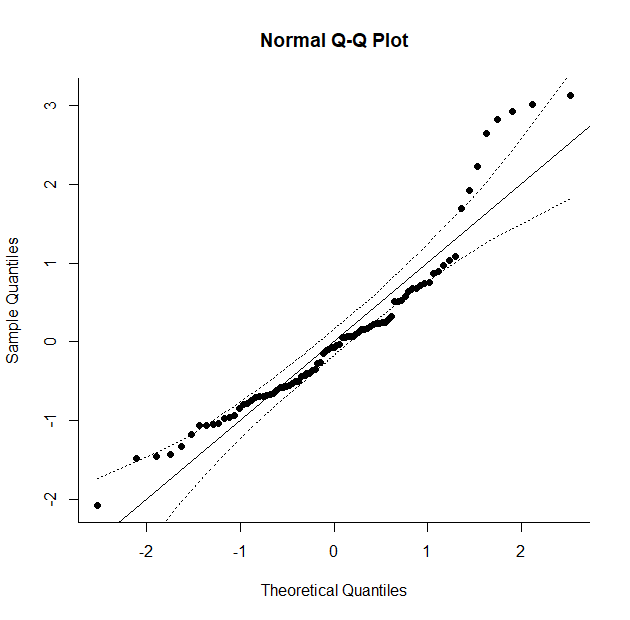 Normal Q-Q Plot
Sample Quantiles
3
2
1
0
-1
-2
-2 -1 0 1 2
Theoretical Quantiles